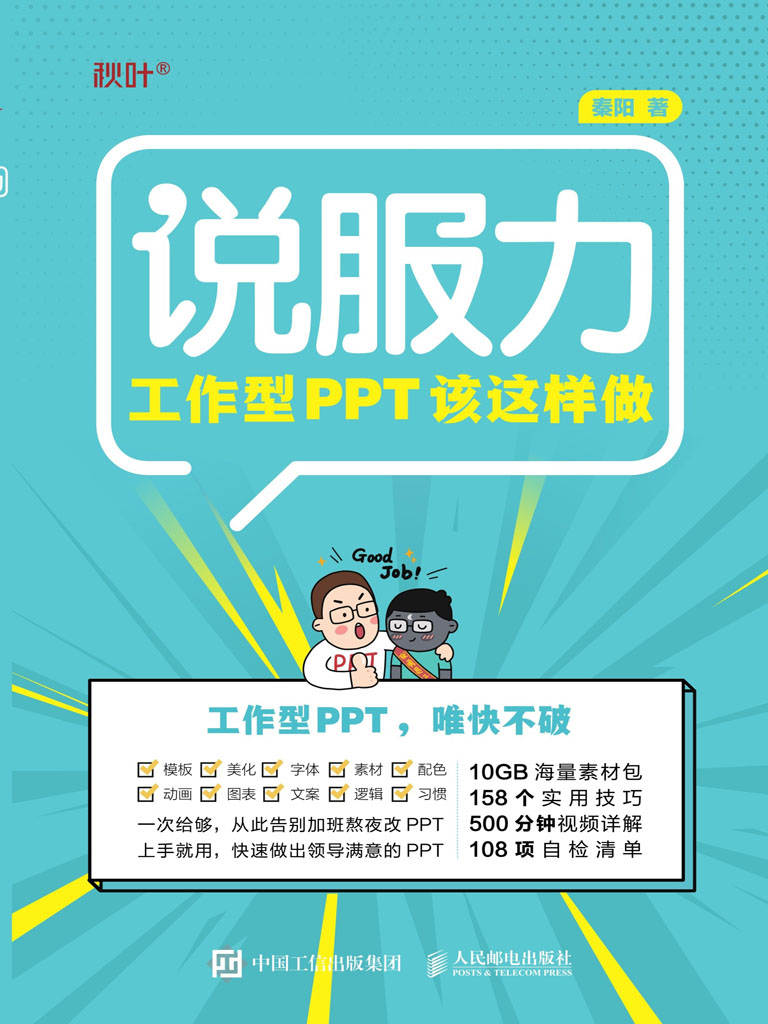 秋叶®
秦阳 著
说服力
工作型PPT该这样做
Good
Job!
PPT
工作型PPT，唯快不破
模板 美化 字体 素材 配色
动画 图表 文案 逻辑 习惯
一次给够，从此告别加班熬夜改PPT
上手就用，快速做出领导满意的PPT
10GB 海量素材包
158 个 实用技巧
500 分钟视频详解
108 项 自检清单
中国工信出版集团
人民邮电出版社
POSTS & TELECOM PRESS